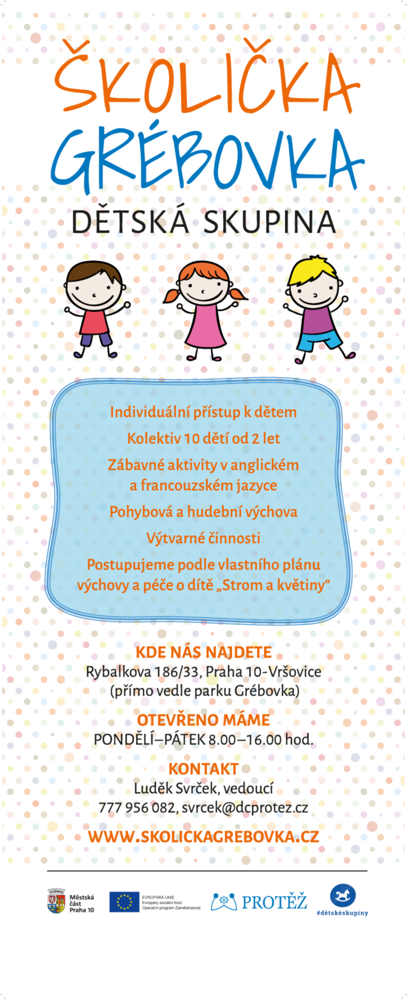 ŠKOLIČKA
GRÉBOVKA
DĚTSKÁ SKUPINA
Individuální přístup k dětem
Kolektiv 10 dětí od 2 let
Zábavné aktivity v anglickém
a francouzském jazyce
Pohybová a hudební výchova
Výtvarné činnosti
Postupujeme podle vlastního plánu
výchovy a péče o dítě „Strom a květiny“
KDE NÁS NAJDETE
Rybalkova 186/33, Praha 10-Vršovice
(přímo vedle parku Grébovka)
OTEVŘENO MÁME
PONDĚLÍ–PÁTEK 8.00–16.00 hod.
KONTAKT
Luděk Svrček, vedoucí
777 956 082, svrcek@dcprotez.cz
WWW.SKOLICKAGREBOVKA.CZ
Městská
část
Praha 10
EVROPSKÁ UNIE
Evropský sociální fond
Operační program Zaměstnanost
PROTĚŽ
#dětskéskupiny